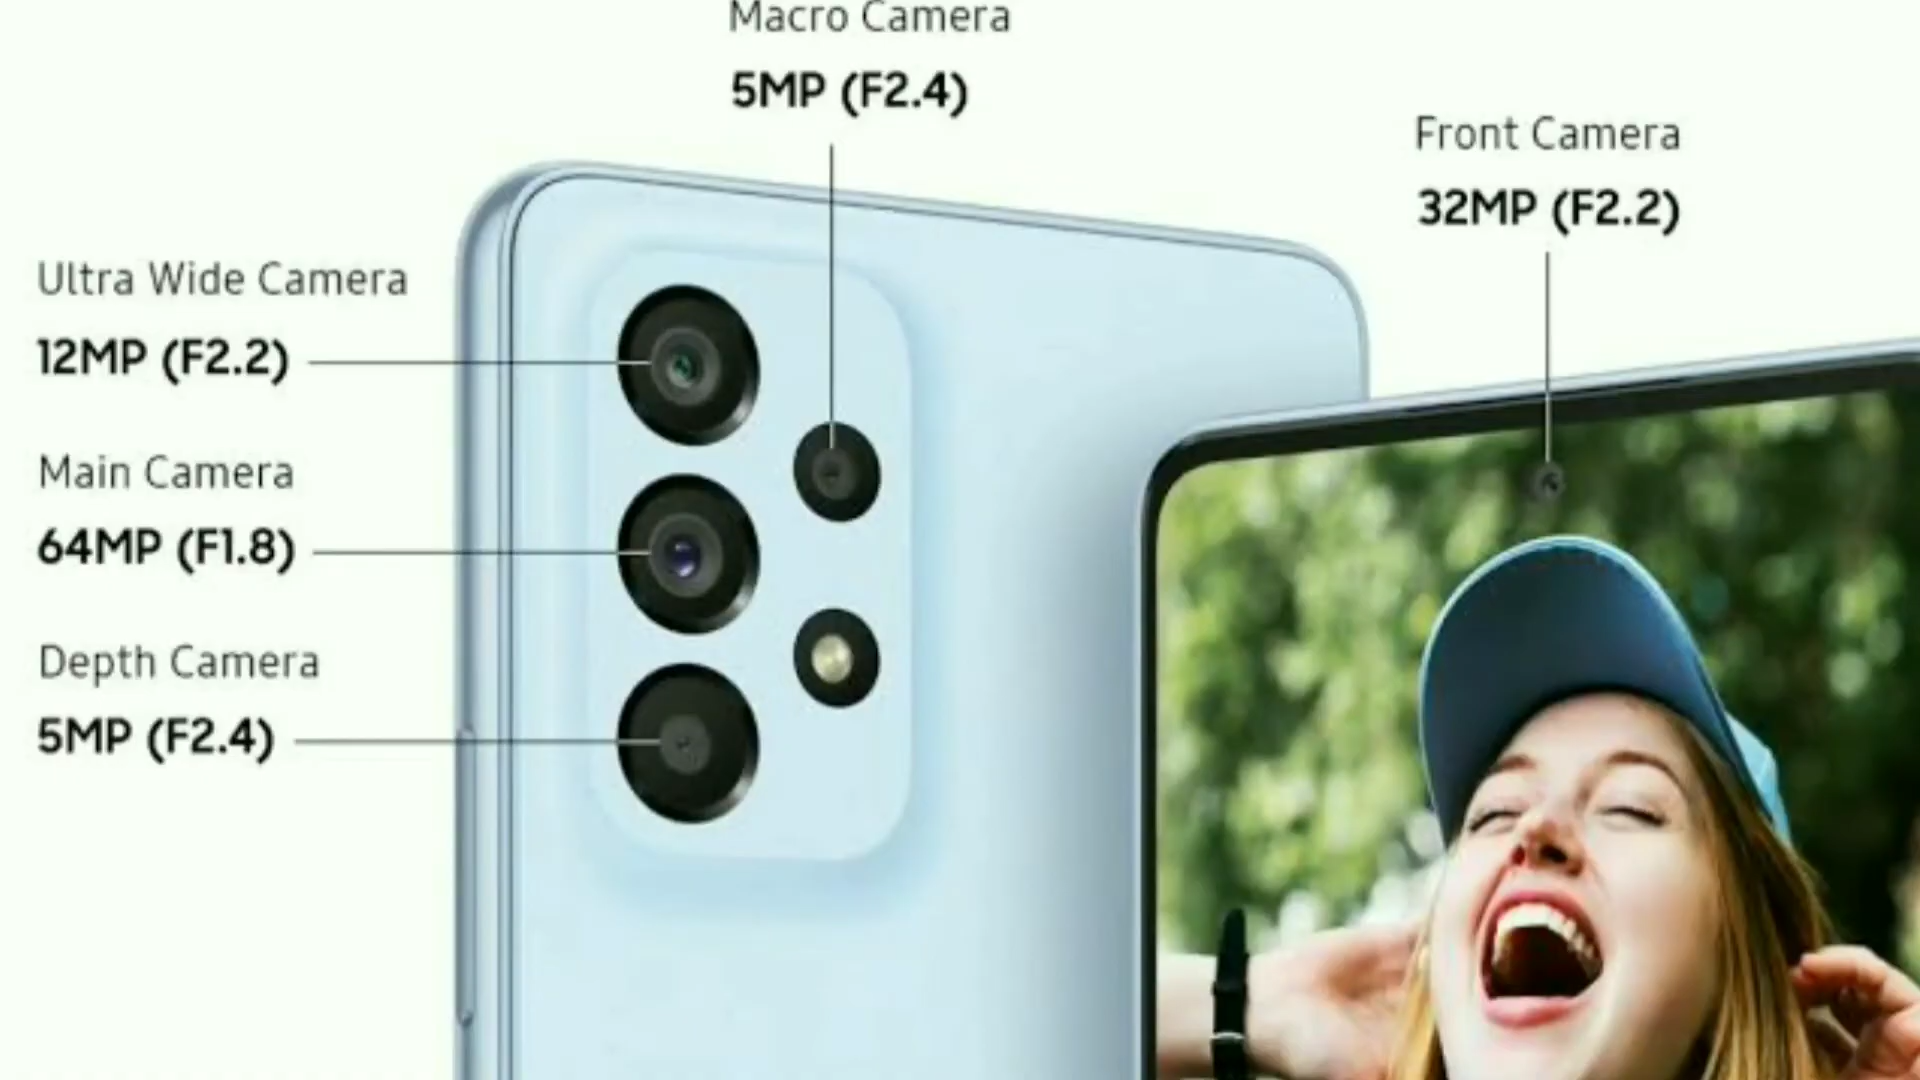 Macro Camera
5MP (F2.4)
Front Camera
32MP (F2.2)
Ultra Wide Camera
12MP (F2.2)
Main Camera
64MP (F1.8)
Depth Camera
5MP (F2.4)